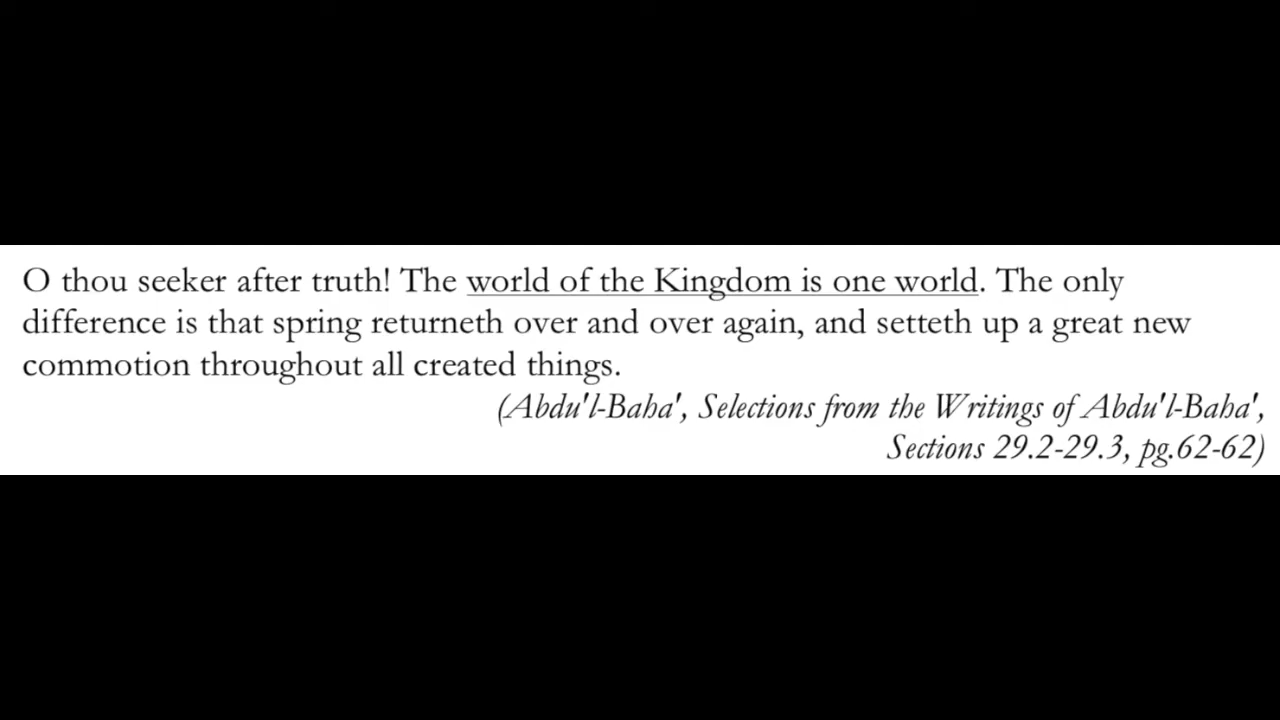 O thou seeker after truth! The world of the Kingdom is one world. The only
difference is that spring returneth over and over again, and setteth up a great new
commotion throughout all created things.
(Abdu'l-Baha', Selections from the Writings of Abdu'l-Baha',
Sections 29.2-29.3, pg.62-62)